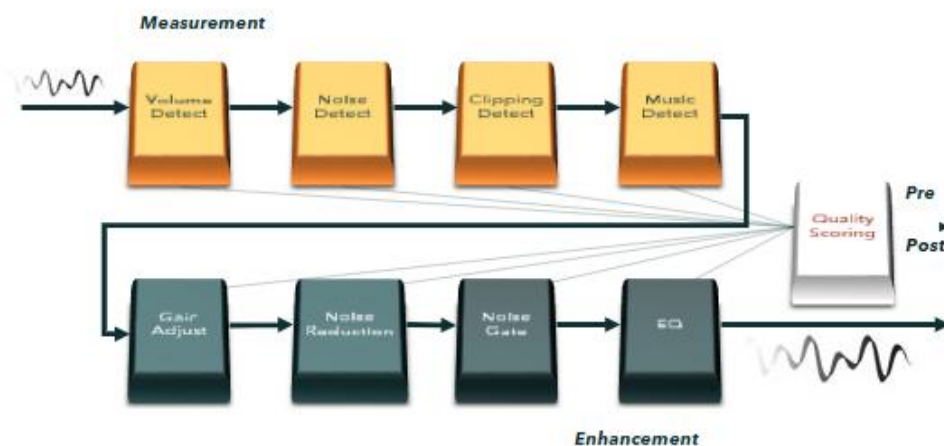 Measurement
Volume
Detect
Noise
Detect
Clipping
Detect
Music
Detect
Quality
Scoring
Pre
Post
Gair
Adjust
Noise
Reduction
Noise
Gate
EQ
Enhancement